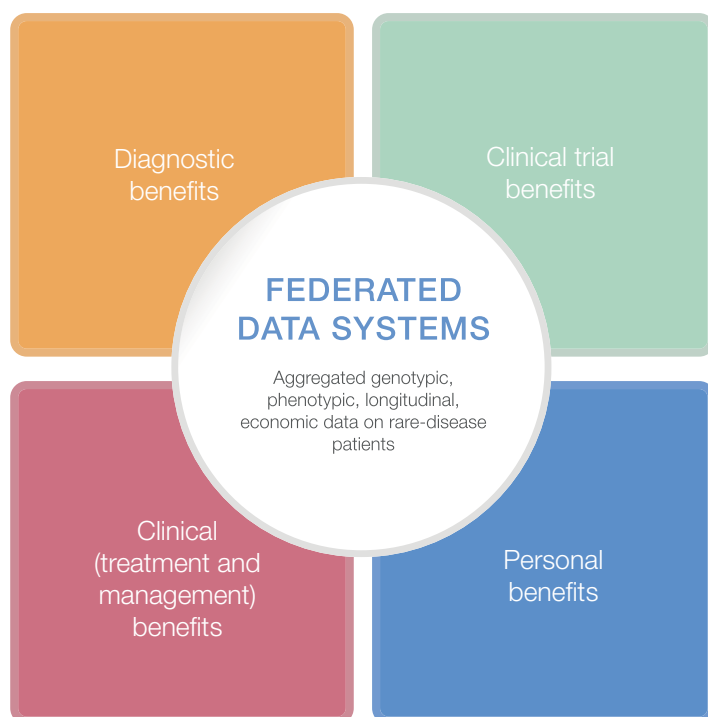 Diagnostic
benefits
Clinical trial
benefits
FEDERATED
DATA SYSTEMS
Aggregated genotypic,
phenotypic, longitudinal,
economic data on rare-disease
patients
Clinical
(treatment and
management)
benefits
Personal
benefits